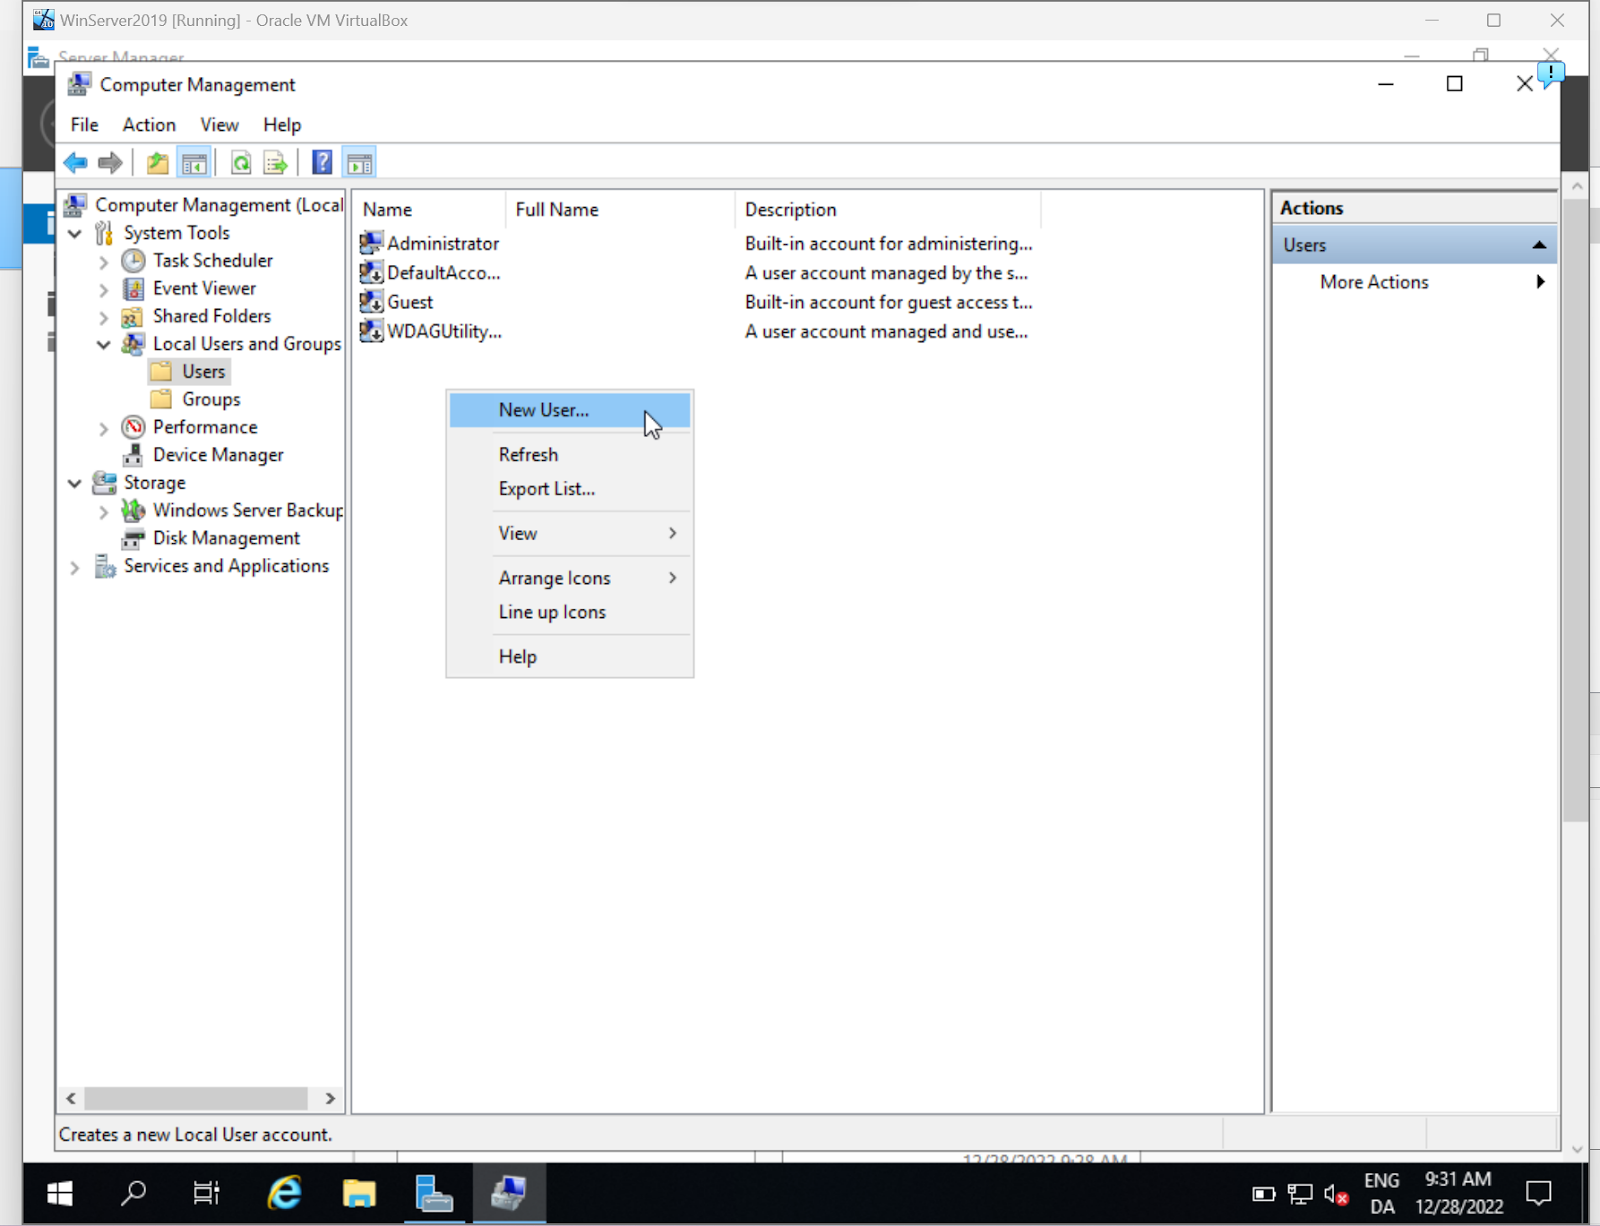 WinServer2019 [Running] - Oracle VM VirtualBox
Server Manager
Computer Management
File Action View Help
Computer Management (Local
System Tools
Task Scheduler
Event Viewer
Shared Folders
Local Users and Groups
Users
Groups
Performance
Device Manager
Storage
Windows Server Backup
Disk Management
Services and Applications
Name Full Name Description
Administrator Built-in account for administering...
DefaultAcco... A user account managed by the s...
Guest Built-in account for guest access t...
WDAGUtility... A user account managed and use...
New User...
Refresh
Export List...
View
Arrange Icons
Line up Icons
Help
Actions
Users
More Actions
Creates a new Local User account.
12/28/2022 9:28 AM
ENG
DA
9:31 AM
12/28/2022